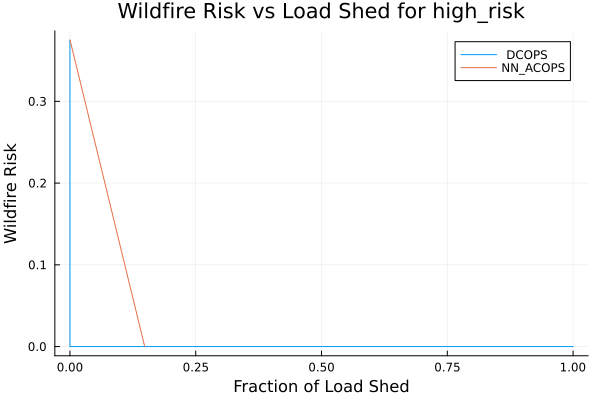 Wildfire Risk vs Load Shed for high_risk
DCOPS
NN_ACOPS
Wildfire Risk
0.3
0.2
0.1
0.0
0.00 0.25 0.50 0.75 1.00
Fraction of Load Shed